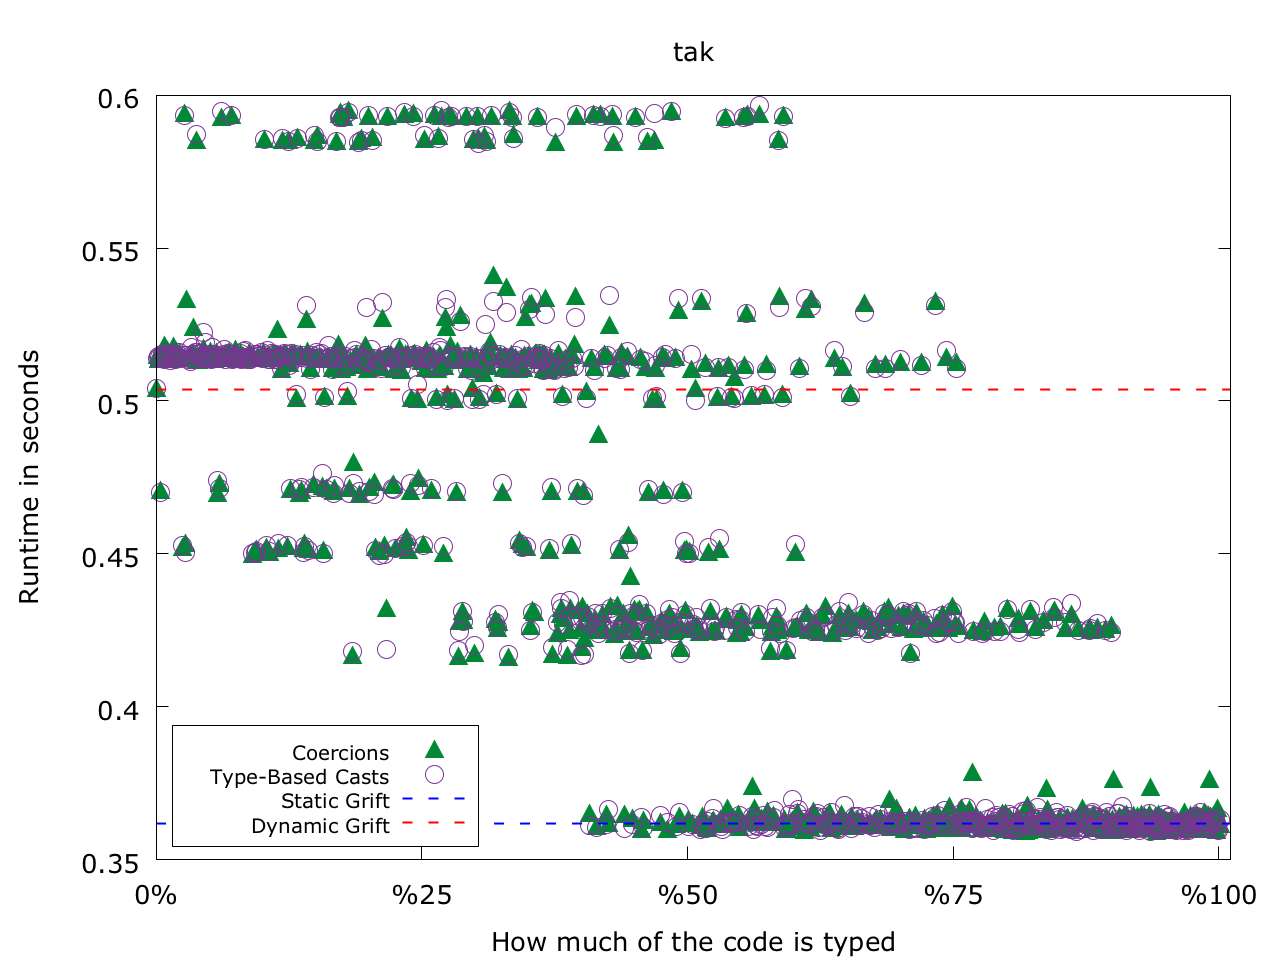 tak
0.6
0.55
0.5
0.45
0.4
0.35
Runtime in seconds
Coercions
Type-Based Casts
Static Grift
Dynamic Grift
0% %25 %50 %75 %100
How much of the code is typed